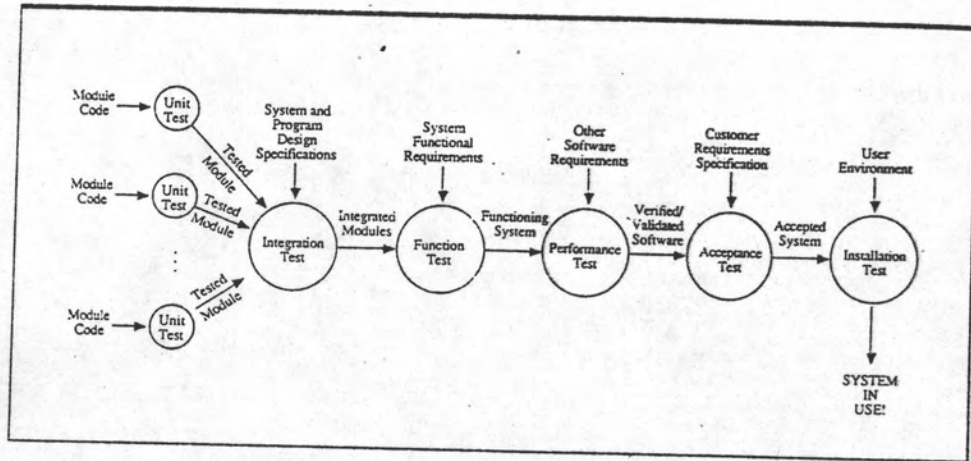 Module
Code
Unit
Test
Tested
Module
System and
Program
Design
Specifications
System
Functional
Requirements
Other
Software
Requirements
Customer
Requirements
Specification
User
Environment
Module
Code
Unit
Test
Tested
Module
Integration
Test
Integrated
Modules
Function
Test
Functioning
System
Performance
Test
Verified/
Validated
Software
Acceptance
Test
Accepted
System
Installation
Test
Module
Code
Unit
Test
Tested
Module
SYSTEM
IN
USE!